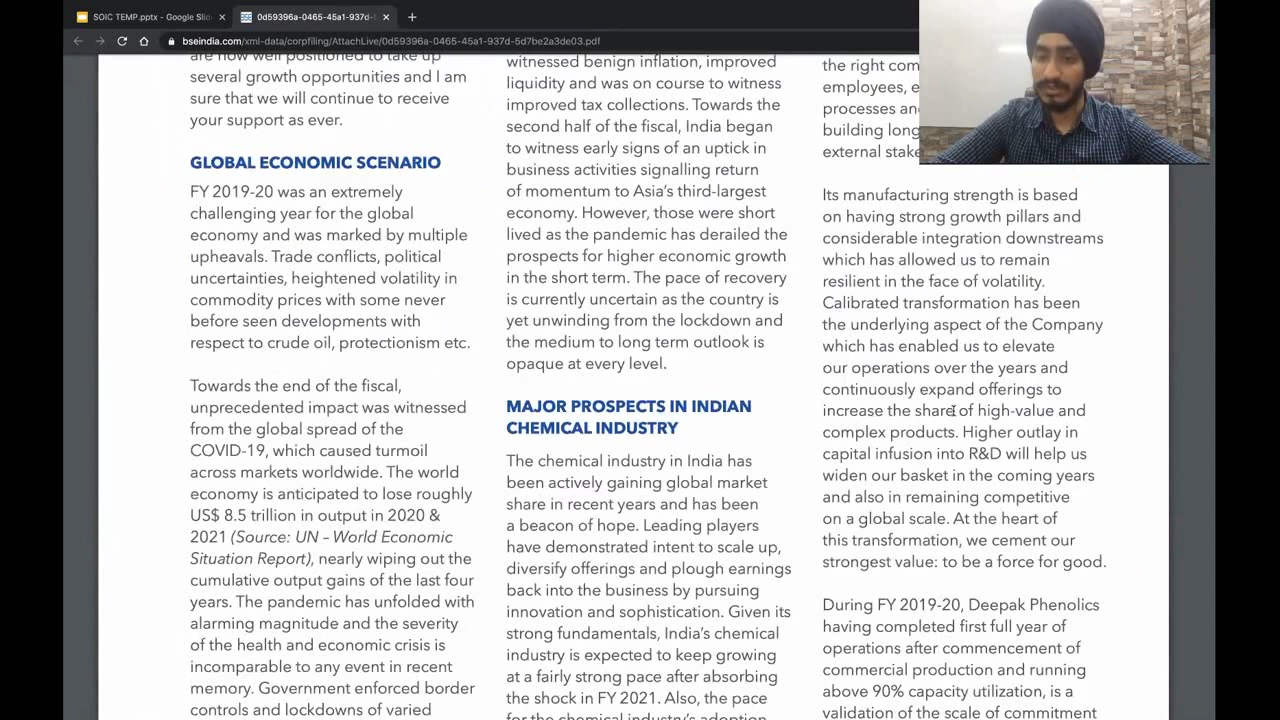 SOIC TEMP.pptx - Google Slid
0d59396a-0465-45a1-937d-5
bseindia.com/xml-data/corpfiling/AttachLive/0d59396a-0465-45a1-937d-5d7be2a3de03.pdf
are now well positioned to take up
several growth opportunities and I am
sure that we will continue to receive
your support as ever.
GLOBAL ECONOMIC SCENARIO
FY 2019-20 was an extremely
challenging year for the global
economy and was marked by multiple
upheavals. Trade conflicts, political
uncertainties, heightened volatility in
commodity prices with some never
before seen developments with
respect to crude oil, protectionism etc.
Towards the end of the fiscal,
unprecedented impact was witnessed
from the global spread of the
COVID-19, which caused turmoil
across markets worldwide. The world
economy is anticipated to lose roughly
US$ 8.5 trillion in output in 2020 &
2021 (Source: UN – World Economic
Situation Report), nearly wiping out the
cumulative output gains of the last four
years. The pandemic has unfolded with
alarming magnitude and the severity
of the health and economic crisis is
incomparable to any event in recent
memory. Government enforced border
controls and lockdowns of varied
witnessed benign inflation, improved
liquidity and was on course to witness
improved tax collections. Towards the
second half of the fiscal, India began
to witness early signs of an uptick in
business activities signalling return
of momentum to Asia's third-largest
economy. However, those were short
lived as the pandemic has derailed the
prospects for higher economic growth
in the short term. The pace of recovery
is currently uncertain as the country is
yet unwinding from the lockdown and
the medium to long term outlook is
opaque at every level.
MAJOR PROSPECTS IN INDIAN
CHEMICAL INDUSTRY
The chemical industry in India has
been actively gaining global market
share in recent years and has been
a beacon of hope. Leading players
have demonstrated intent to scale up,
diversify offerings and plough earnings
back into the business by pursuing
innovation and sophistication. Given its
strong fundamentals, India's chemical
industry is expected to keep growing
at a fairly strong pace after absorbing
the shock in FY 2021. Also, the pace
for the chemical industry's adoption
the right com
employees, e
processes and
building long
external stake
Its manufacturing strength is based
on having strong growth pillars and
considerable integration downstreams
which has allowed us to remain
resilient in the face of volatility.
Calibrated transformation has been
the underlying aspect of the Company
which has enabled us to elevate
our operations over the years and
continuously expand offerings to
increase the share of high-value and
complex products. Higher outlay in
capital infusion into R&D will help us
widen our basket in the coming years
and also in remaining competitive
on a global scale. At the heart of
this transformation, we cement our
strongest value: to be a force for good.
During FY 2019-20, Deepak Phenolics
having completed first full year of
operations after commencement of
commercial production and running
above 90% capacity utilization, is a
validation of the scale of commitment